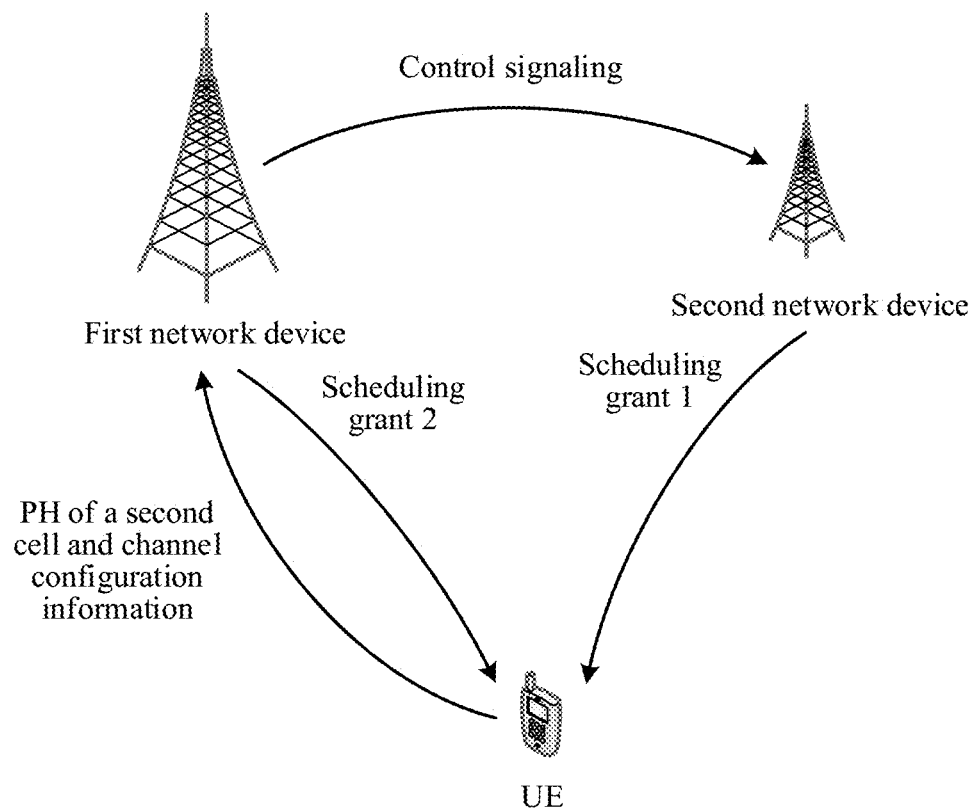 Control signaling
First network device
Second network device
Scheduling
grant 2
Scheduling
grant 1
PH of a second
cell and channel
configuration
information
UE